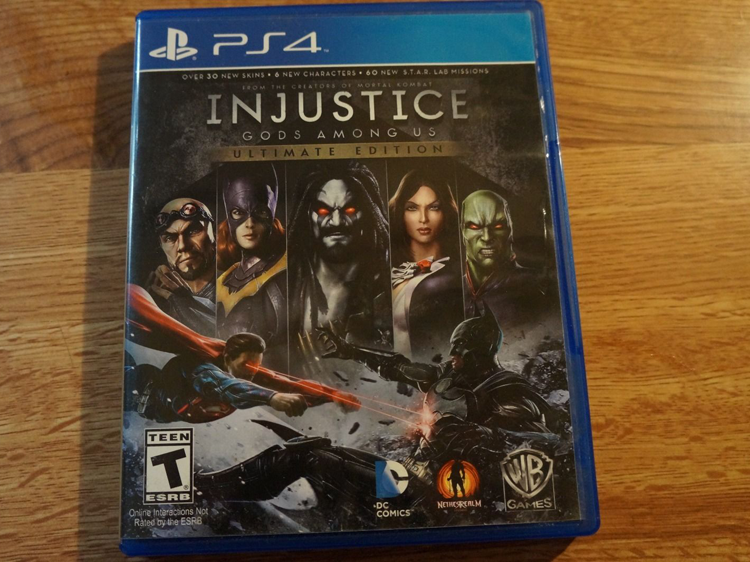 PS4
OVER 30 NEW SKINS • 6 NEW CHARACTERS • 60 NEW S.T.A.R. LAB MISSIONS
FROM THE CREATORS OF MORTAL KOMBAT
INJUSTICE
GODS AMONG US
ULTIMATE EDITION
TEEN
T
ESRB
Online Interactions Not
Rated by the ESRB
DC
DC
COMICS
NETHERREALM
WB
GAMES